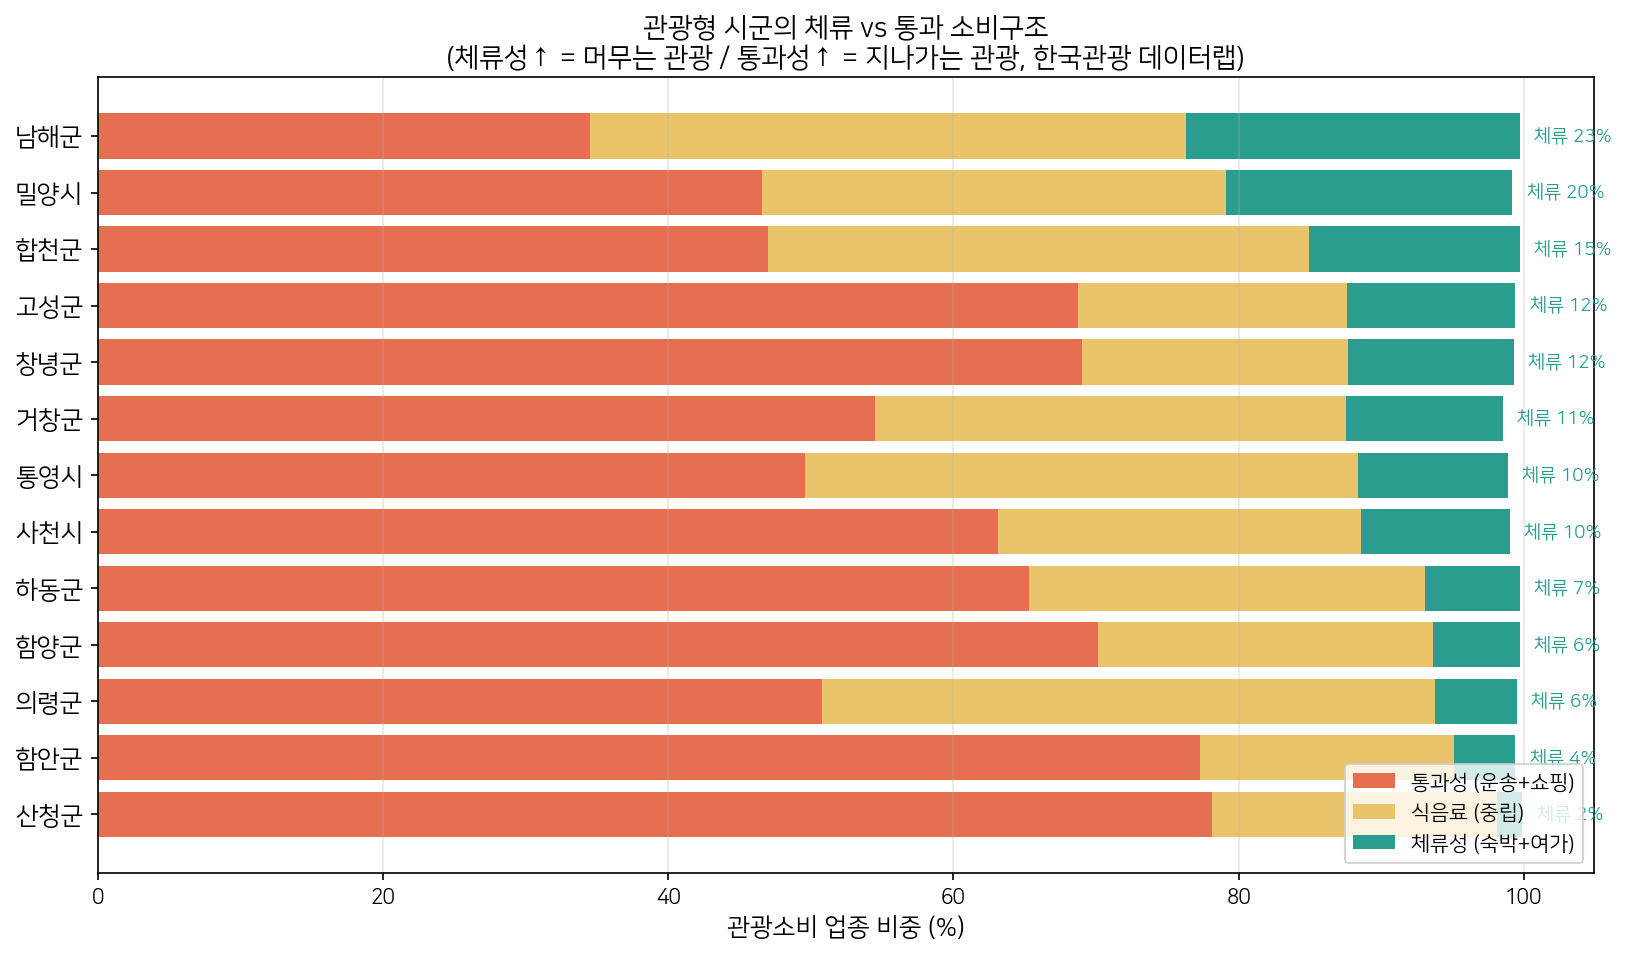 관광형 시군의 체류 vs 통과 소비구조
(체류성↑ = 머무는 관광 / 통과성↑ = 지나가는 관광, 한국관광 데이터랩)
남해군 체류 23%
밀양시 체류 20%
합천군 체류 15%
고성군 체류 12%
창녕군 체류 12%
거창군 체류 11%
통영시 체류 10%
사천시 체류 10%
하동군 체류 7%
함양군 체류 6%
의령군 체류 6%
함안군 체류 4%
산청군 체류 2%
통과성 (운송+쇼핑)
식음료 (중립)
체류성 (숙박+여가)
0 20 40 60 80 100
관광소비 업종 비중 (%)